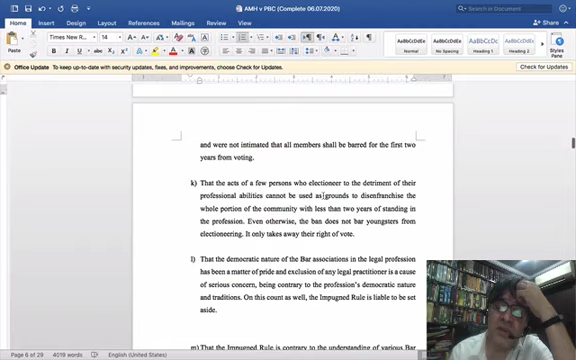 AMH v PBC (Complete 06.07.2020)
Search in Document
Home Insert Design Layout References Mailings Review View
Share
Paste
Times New R... 14
AaBbCcDc AaBbCcDc AaBbCcDc AaBbCcDc
Normal No Spacing Heading 1 Heading 2
Styles Pane
Office Update To keep up-to-date with security updates, fixes, and improvements, choose Check for Updates. Check for Updates
and were not intimated that all members shall be barred for the first two
years from voting.
k) That the acts of a few persons who electioneer to the detriment of their
professional abilities cannot be used as grounds to disenfranchise the
whole portion of the community with less than two years of standing in
the profession. Even otherwise, the ban does not bar youngsters from
electioneering. It only takes away their right of vote.
l) That the democratic nature of the Bar associations in the legal profession
has been a matter of pride and exclusion of any legal practitioner is a cause
of serious concern, being contrary to the profession's democratic nature
and traditions. On this count as well, the Impugned Rule is liable to be set
aside.
m) That the Impugned Rule is contrary to the understanding of various Bar
Page 6 of 29 4019 words English (United States)